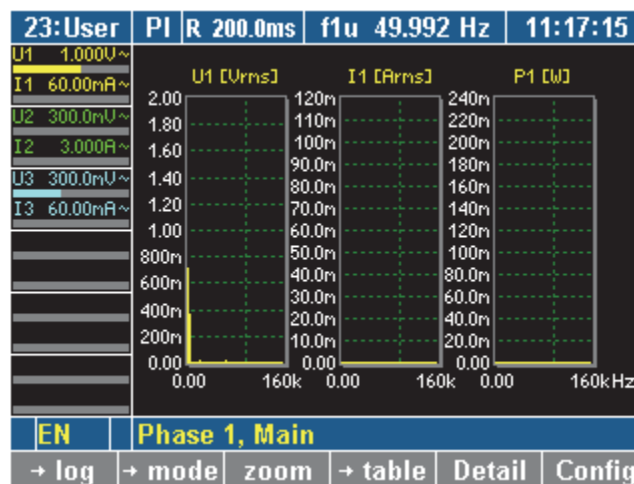 23:User PI R 200.0ms f1u 49.992 Hz 11:17:15
U1 1.000V~
I1 60.00mA~
U2 300.0mV~
I2 3.000A~
U3 300.0mV~
I3 60.00mA~
U1 [Vrms] I1 [Arms] P1 [W]
2.00 120m 240m
1.80 110m 220m
1.60 100m 200m
1.40 90.0m 180m
1.20 80.0m 160m
1.00 70.0m 140m
800m 60.0m 120m
600m 50.0m 100m
400m 40.0m 80.0m
200m 30.0m 60.0m
0.00 20.0m 40.0m
10.0m 20.0m
0.00 0.00
0.00 160k 0.00 160k 0.00 160kHz
EN Phase 1, Main
→ log → mode zoom → table Detail Config